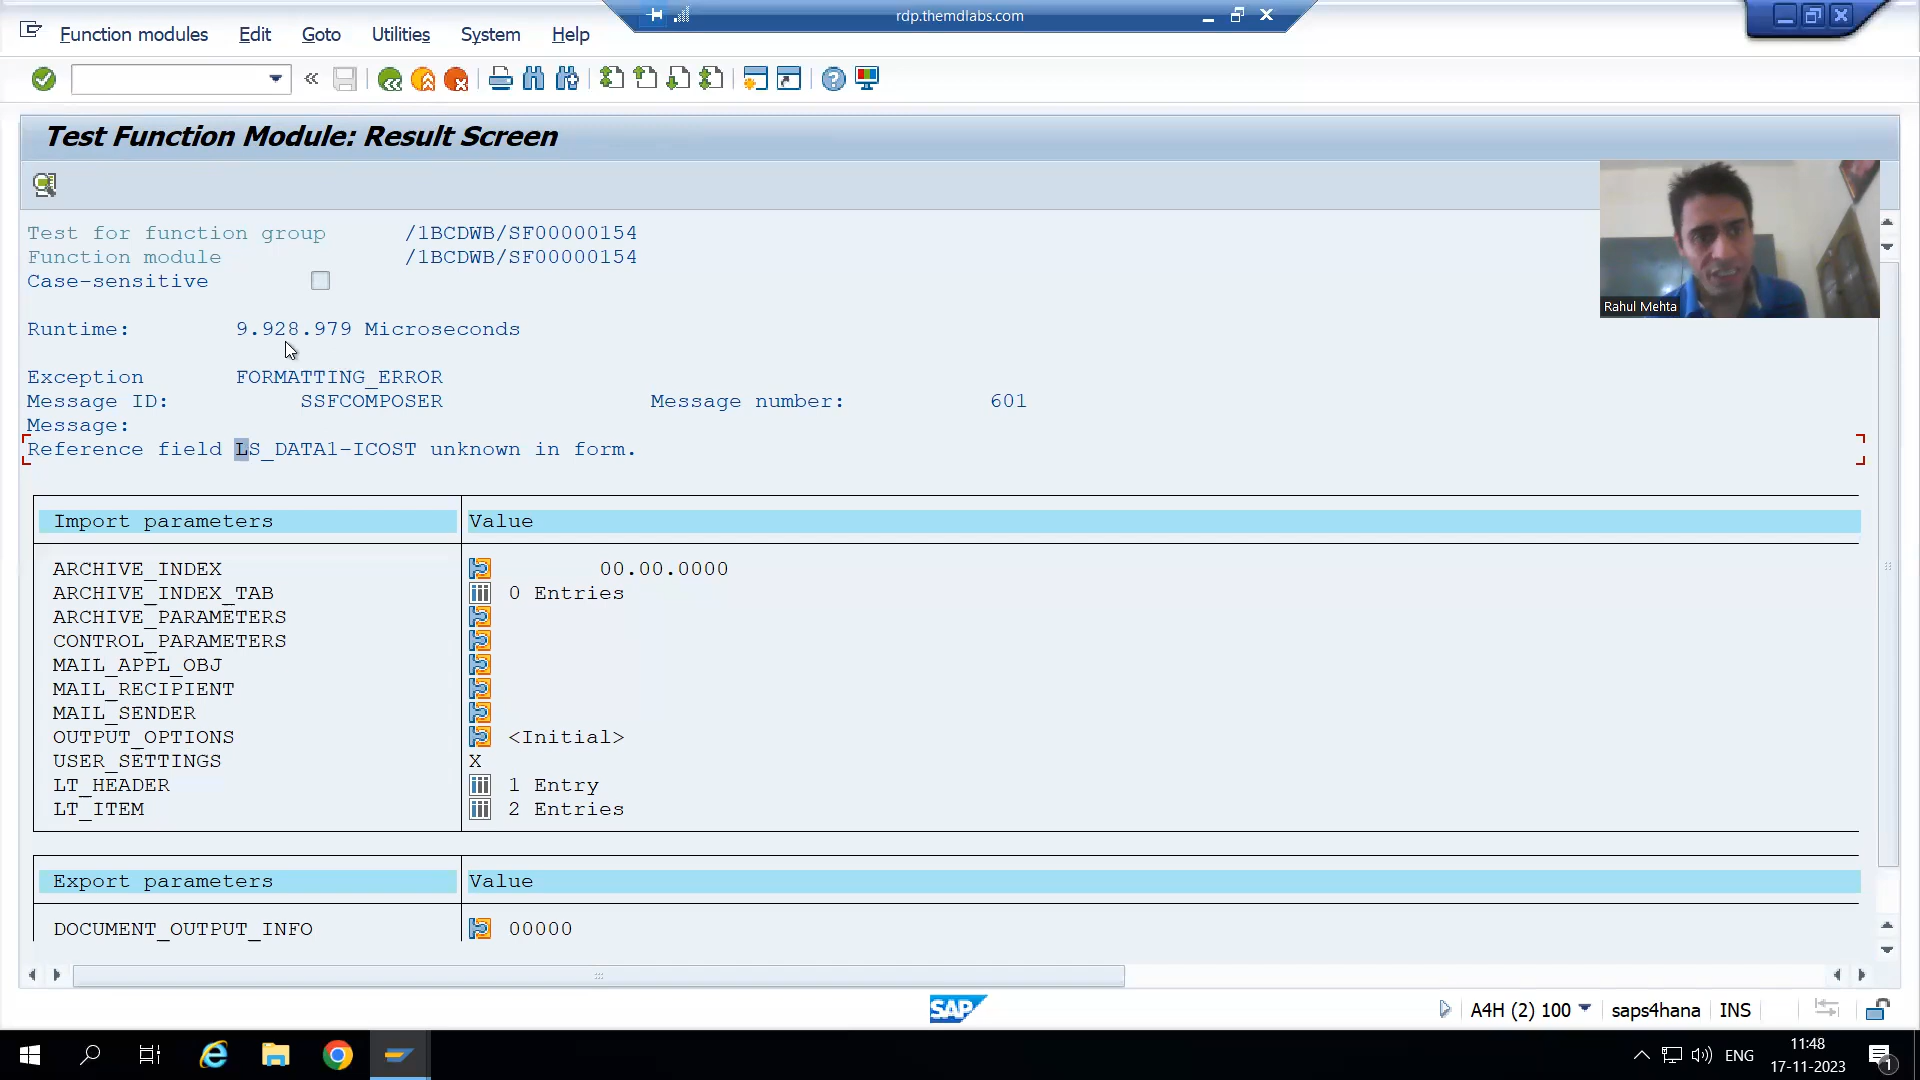 rdp.themdlabs.com
Function modules Edit Goto Utilities System Help
Test Function Module: Result Screen
Test for function group /1BCDWB/SF00000154
Function module /1BCDWB/SF00000154
Case-sensitive
Rahul Mehta
Runtime: 9.928.979 Microseconds
Exception FORMATTING_ERROR
Message ID: SSFCOMPOSER Message number: 601
Message:
Reference field LS_DATA1-ICOST unknown in form.
Import parameters Value
ARCHIVE_INDEX 00.00.0000
ARCHIVE_INDEX_TAB 0 Entries
ARCHIVE_PARAMETERS
CONTROL_PARAMETERS
MAIL_APPL_OBJ
MAIL_RECIPIENT
MAIL_SENDER
OUTPUT_OPTIONS <Initial>
USER_SETTINGS X
LT_HEADER 1 Entry
LT_ITEM 2 Entries
Export parameters Value
DOCUMENT_OUTPUT_INFO 00000
SAP A4H (2) 100 saps4hana INS
ENG 11:48
17-11-2023 1